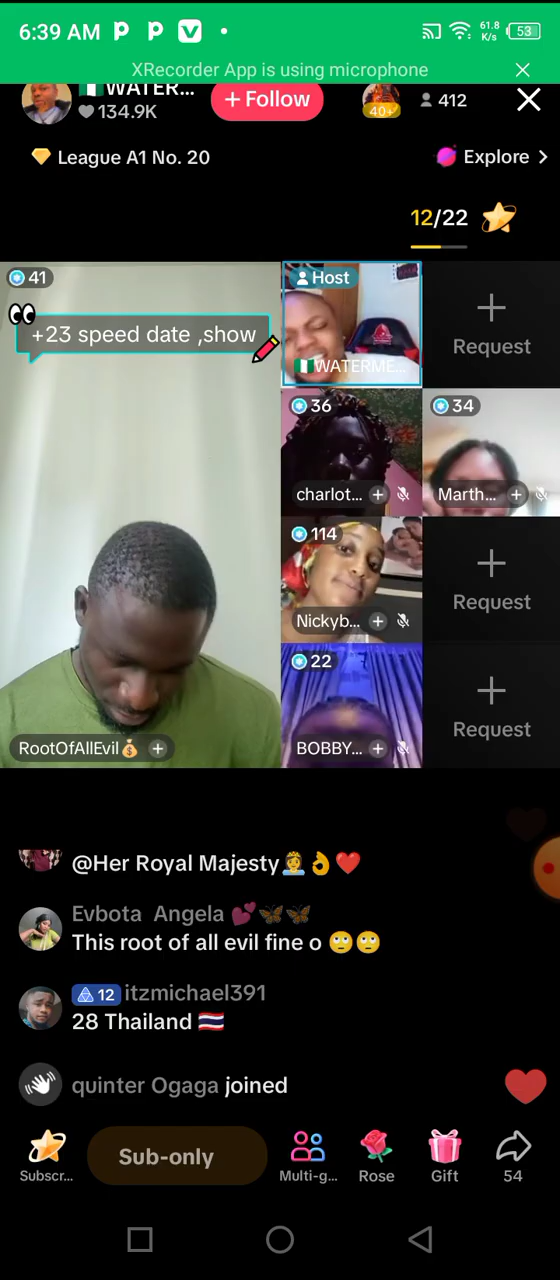 6:39 AM
61.8
K/s
53
XRecorder App is using microphone
WATER...
134.9K
+ Follow
40+
412
League A1 No. 20
Explore
12/22
41
+23 speed date ,show
Host
WATERME...
Request
36
charlot...
34
Marth...
114
Nickyb...
Request
22
BOBBY...
Request
RootOfAllEvil💰
@Her Royal Majesty👸👌❤️
Evbota Angela 💕🦋🦋
This root of all evil fine o 🙄🙄
12 itzmichael391
28 Thailand 🇹🇭
quinter Ogaga joined
Subscr...
Sub-only
Multi-g...
Rose
Gift
54